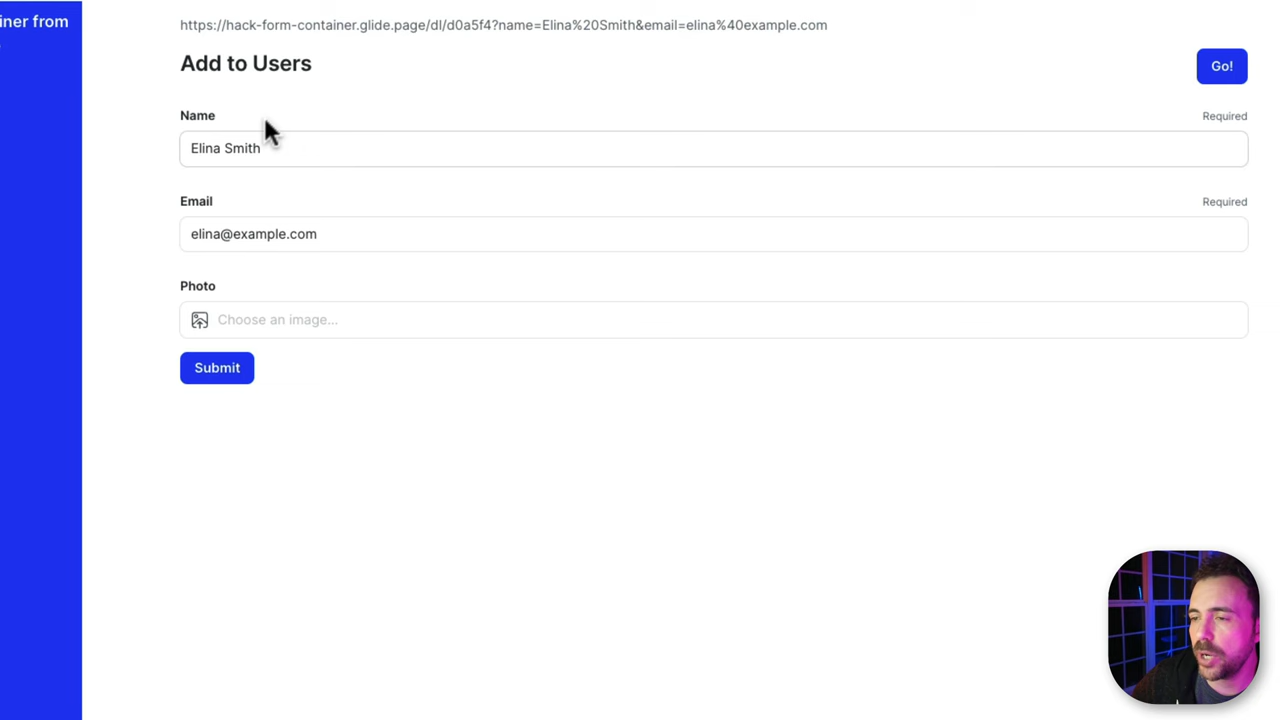 iner from
https://hack-form-container.glide.page/dl/d0a5f4?name=Elina%20Smith&email=elina%40example.com
Add to Users
Go!
Name
Required
Elina Smith
Email
Required
elina@example.com
Photo
Choose an image...
Submit